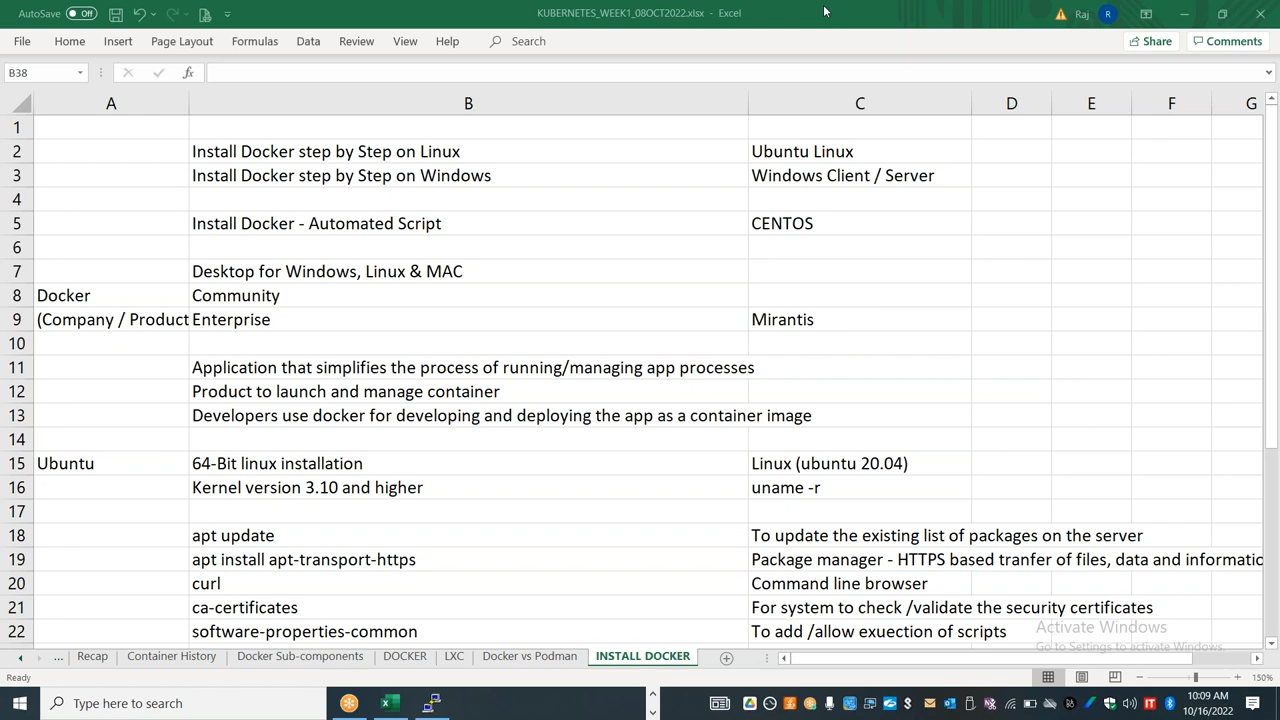 AutoSave Off KUBERNETES_WEEK1_08OCT2022.xlsx - Excel Raj R
File Home Insert Page Layout Formulas Data Review View Help Search Share Comments
B38 fx
A B C D E F G
1
2 Install Docker step by Step on Linux Ubuntu Linux
3 Install Docker step by Step on Windows Windows Client / Server
4
5 Install Docker - Automated Script CENTOS
6
7 Desktop for Windows, Linux & MAC
8 Docker Community
9 (Company / Product Enterprise Mirantis
10
11 Application that simplifies the process of running/managing app processes
12 Product to launch and manage container
13 Developers use docker for developing and deploying the app as a container image
14
15 Ubuntu 64-Bit linux installation Linux (ubuntu 20.04)
16 Kernel version 3.10 and higher uname -r
17
18 apt update To update the existing list of packages on the server
19 apt install apt-transport-https Package manager - HTTPS based tranfer of files, data and informatio
20 curl Command line browser
21 ca-certificates For system to check /validate the security certificates
22 software-properties-common To add /allow exuection of scripts
Activate Windows
Go to Settings to activate Windows.
... Recap Container History Docker Sub-components DOCKER LXC Docker vs Podman INSTALL DOCKER
Ready 150%
Type here to search 10:09 AM
10/16/2022